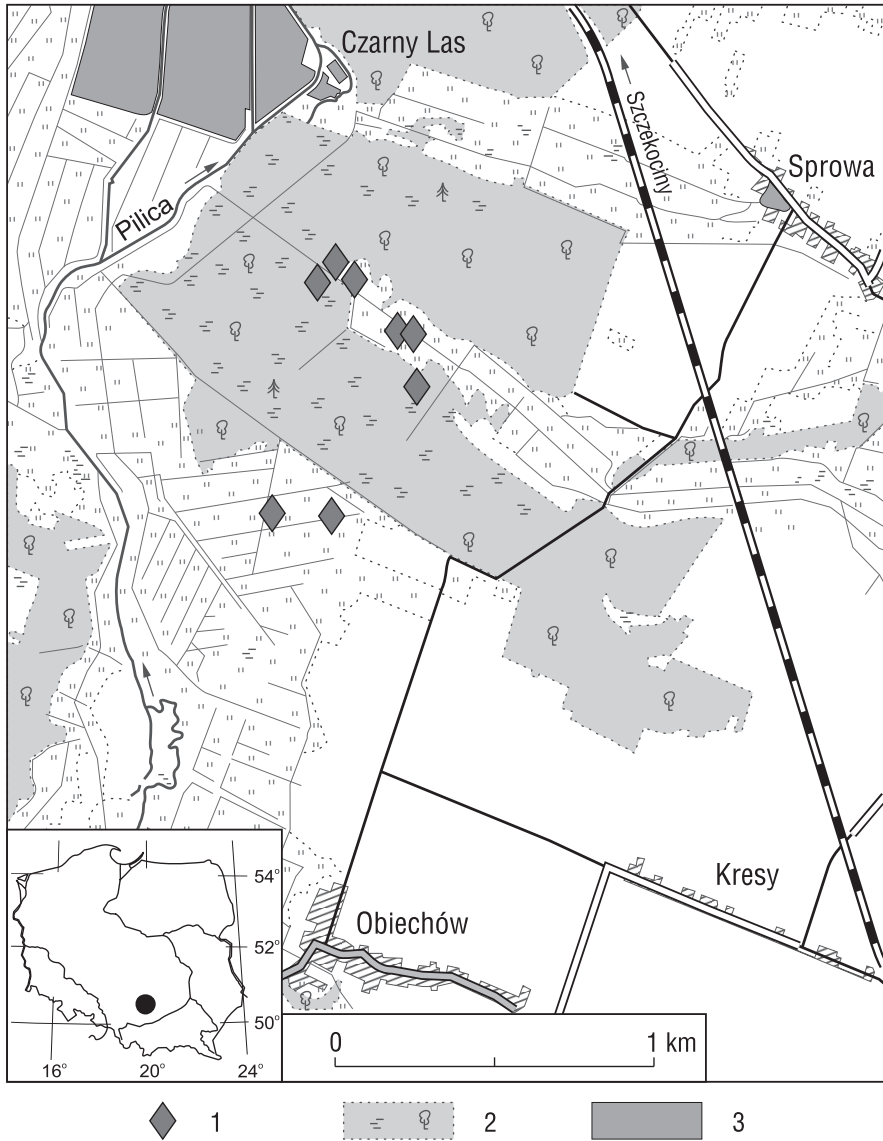 Czarny Las
Szczekociny
Sprowa
Pilica
Kresy
Obiechów
54°
52°
50°
16° 20° 24°
0 1 km
1 2 3